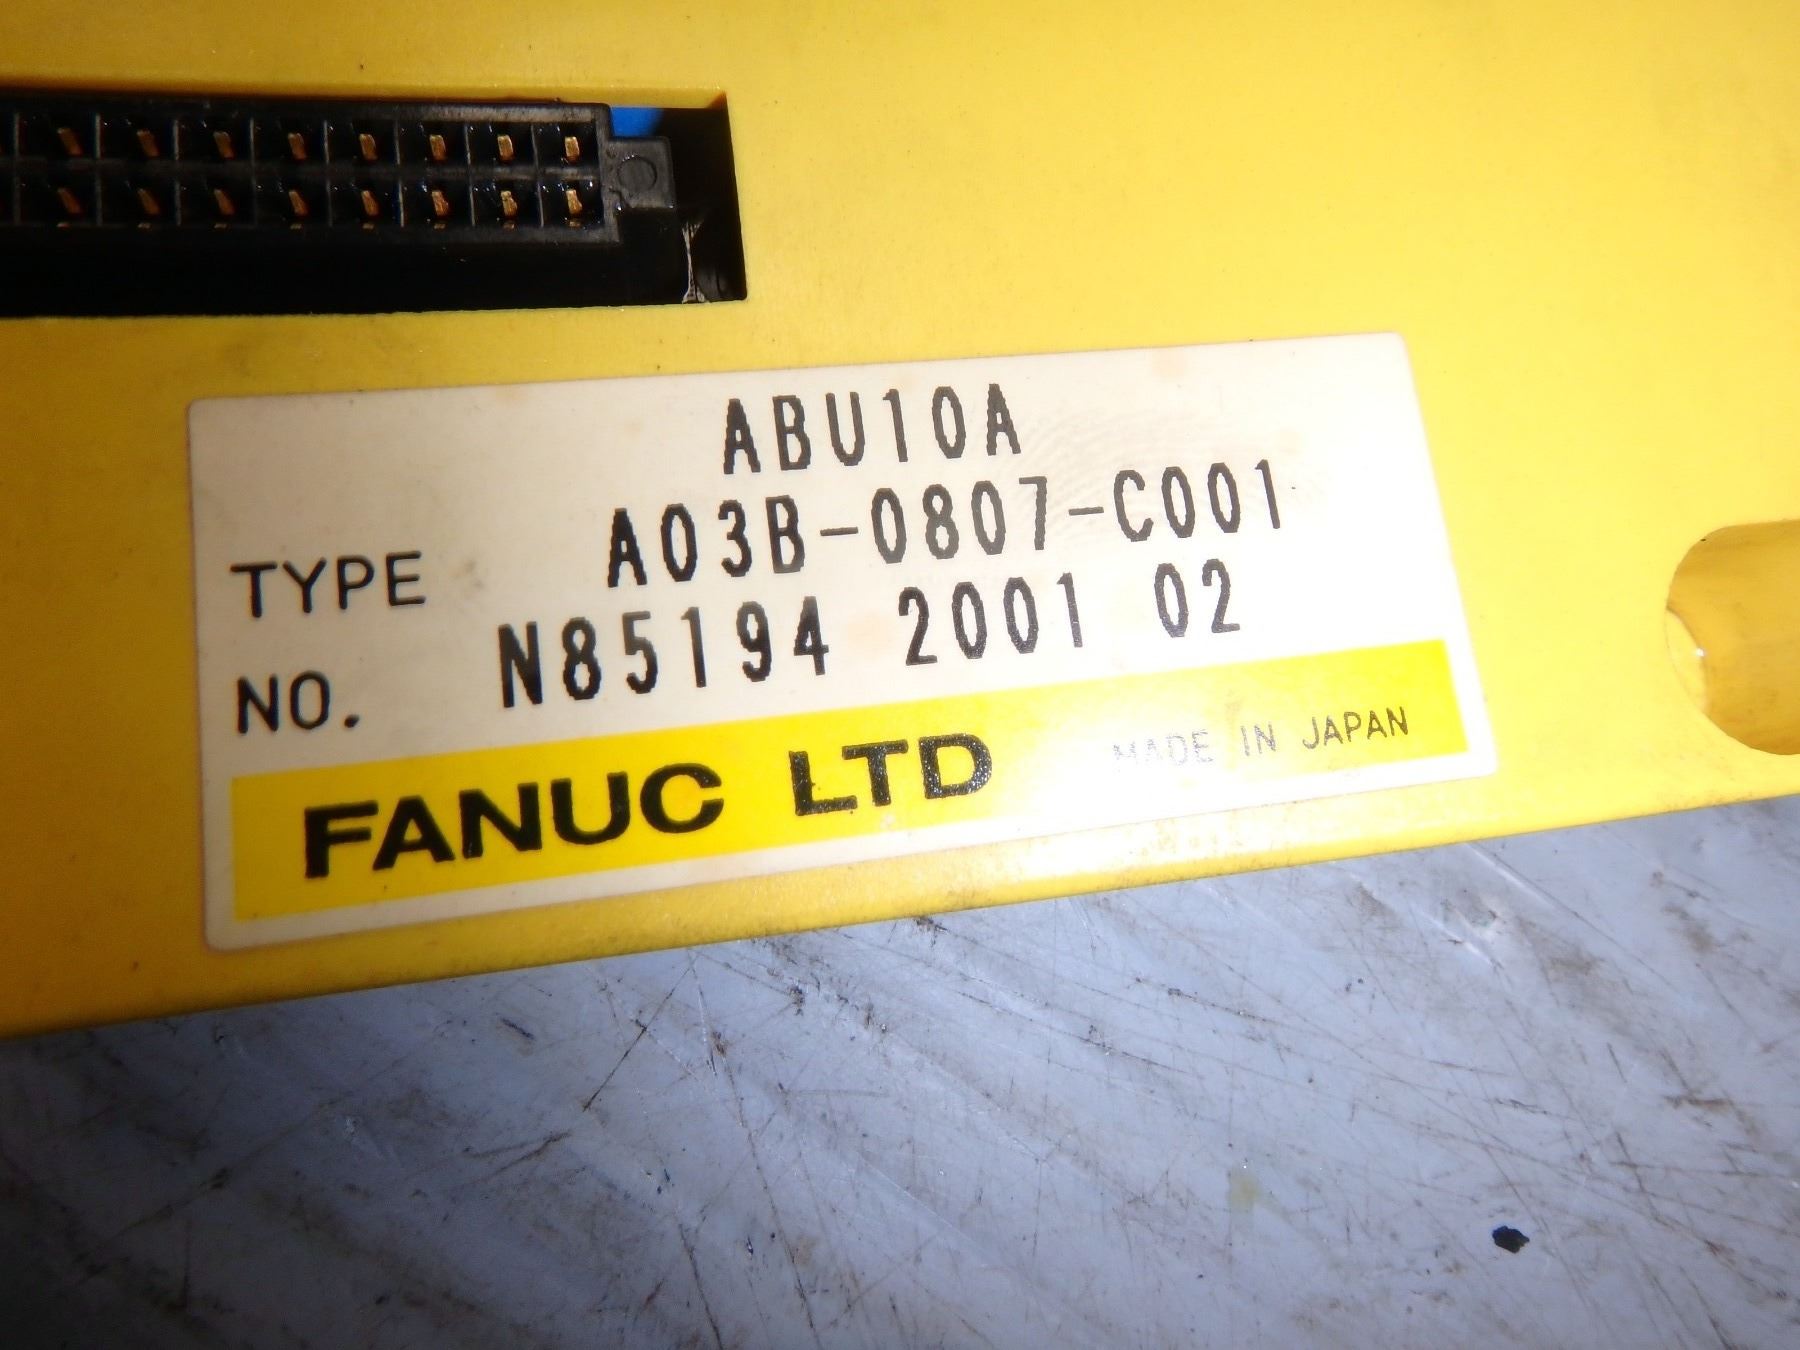 ABU10A
TYPE A03B-0807-C001
NO. N85194 2001 02
FANUC LTD MADE IN JAPAN